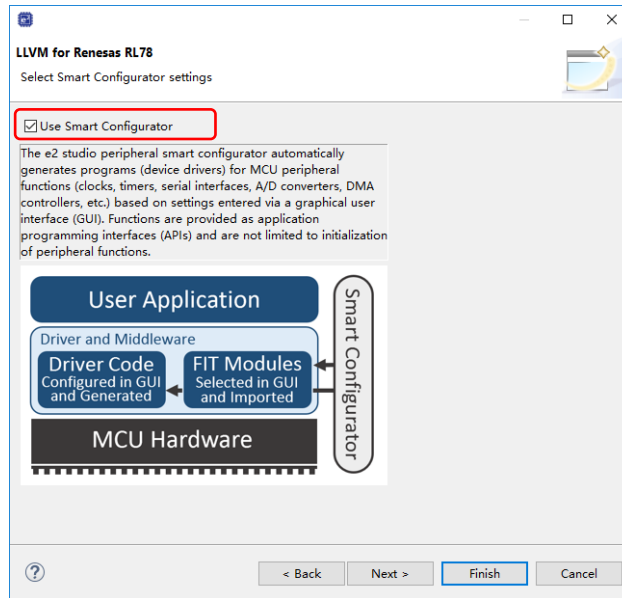 LLVM for Renesas RL78
Select Smart Configurator settings
Use Smart Configurator
The e2 studio peripheral smart configurator automatically
generates programs (device drivers) for MCU peripheral
functions (clocks, timers, serial interfaces, A/D converters, DMA
controllers, etc.) based on settings entered via a graphical user
interface (GUI). Functions are provided as application
programming interfaces (APIs) and are not limited to initialization
of peripheral functions.
User Application
Driver and Middleware
Driver Code
Configured in GUI
and Generated
FIT Modules
Selected in GUI
and Imported
MCU Hardware
Smart Configurator
?
< Back
Next >
Finish
Cancel